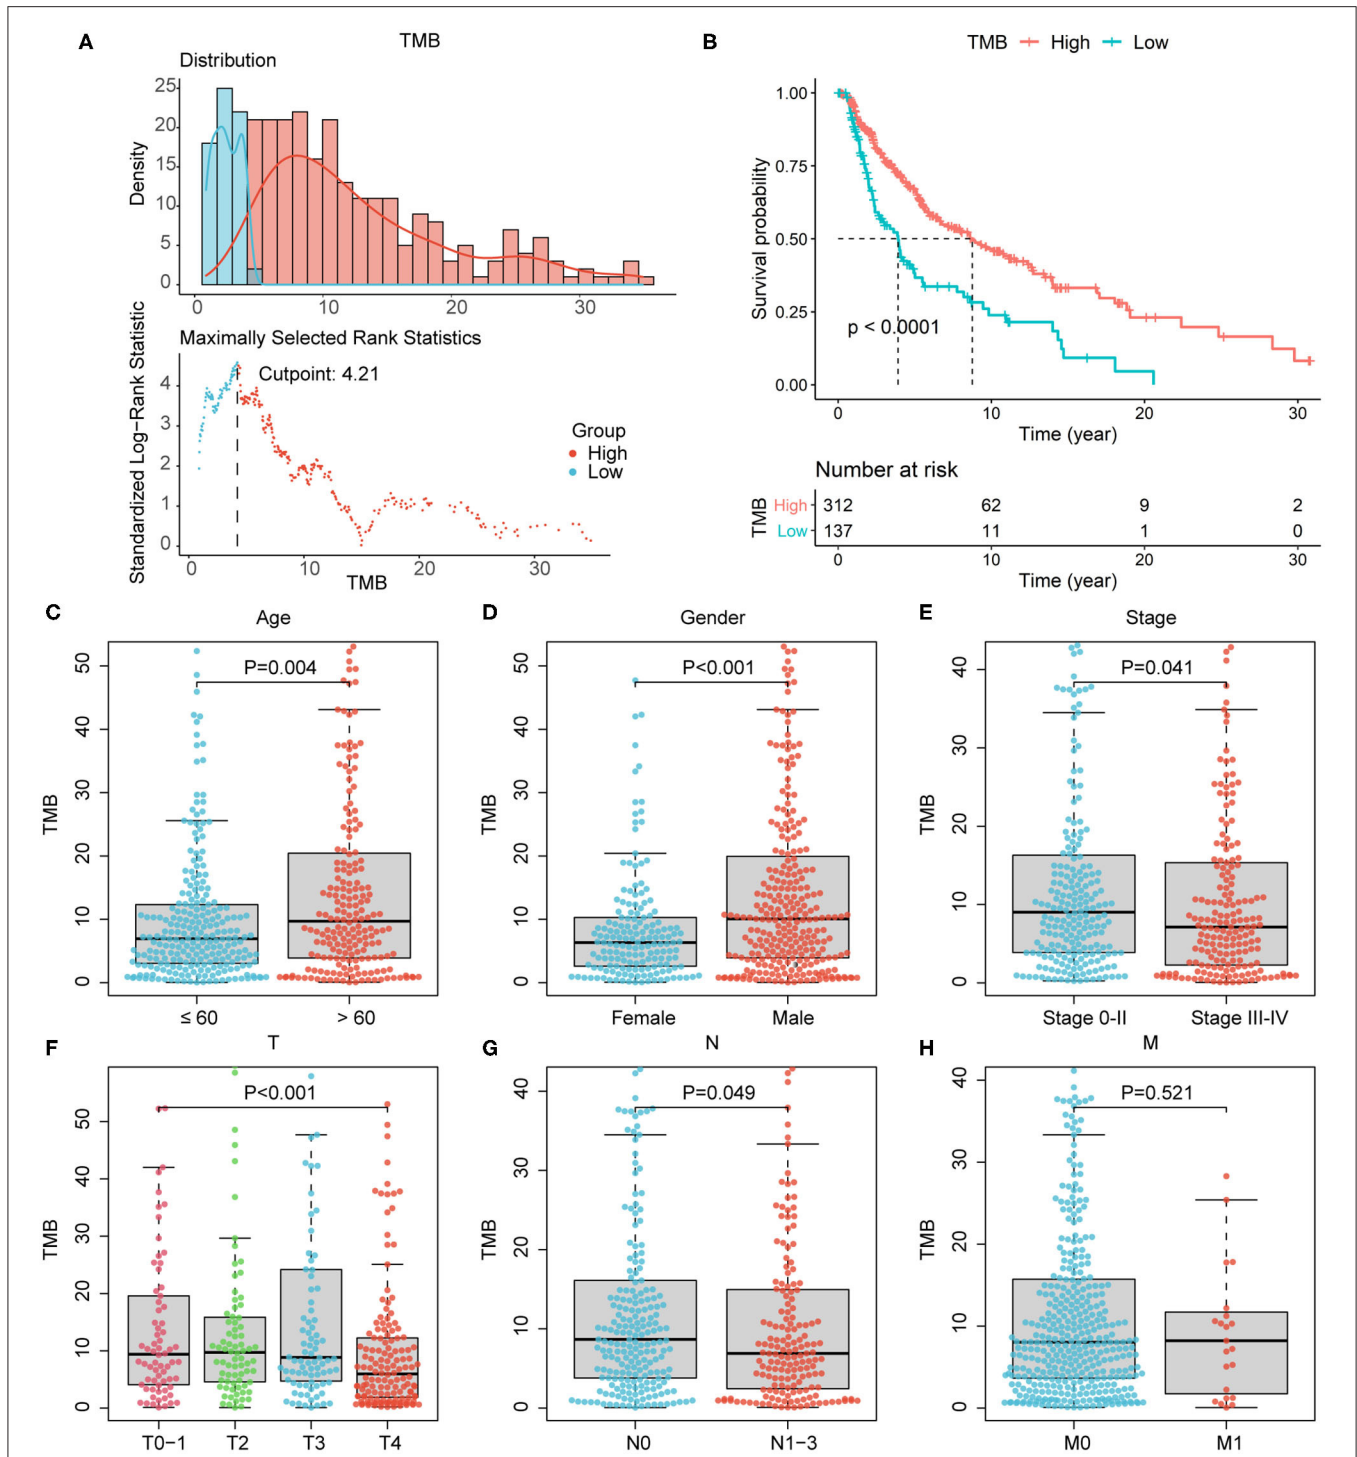 A
TMB
Distribution
Density
25
20
15
10
5
0
0 10 20 30
Maximally Selected Rank Statistics
Cutpoint: 4.21
Standardized Log−Rank Statistic
4
3
2
1
0
Group
High
Low
0 10 20 30
TMB
B
TMB High Low
Survival probability
1.00
0.75
0.50
0.25
0.00
p < 0.0001
0 10 20 30
Time (year)
Number at risk
TMB
High 312 62 9 2
Low 137 11 1 0
0 10 20 30
Time (year)
C
Age
P=0.004
TMB
50
40
30
20
10
0
≤ 60 > 60
D
Gender
P<0.001
TMB
50
40
30
20
10
0
Female Male
E
Stage
P=0.041
TMB
40
30
20
10
0
Stage 0-II Stage III-IV
F
T
P<0.001
TMB
50
40
30
20
10
0
T0−1 T2 T3 T4
G
N
P=0.049
TMB
40
30
20
10
0
N0 N1−3
H
M
P=0.521
TMB
40
30
20
10
0
M0 M1